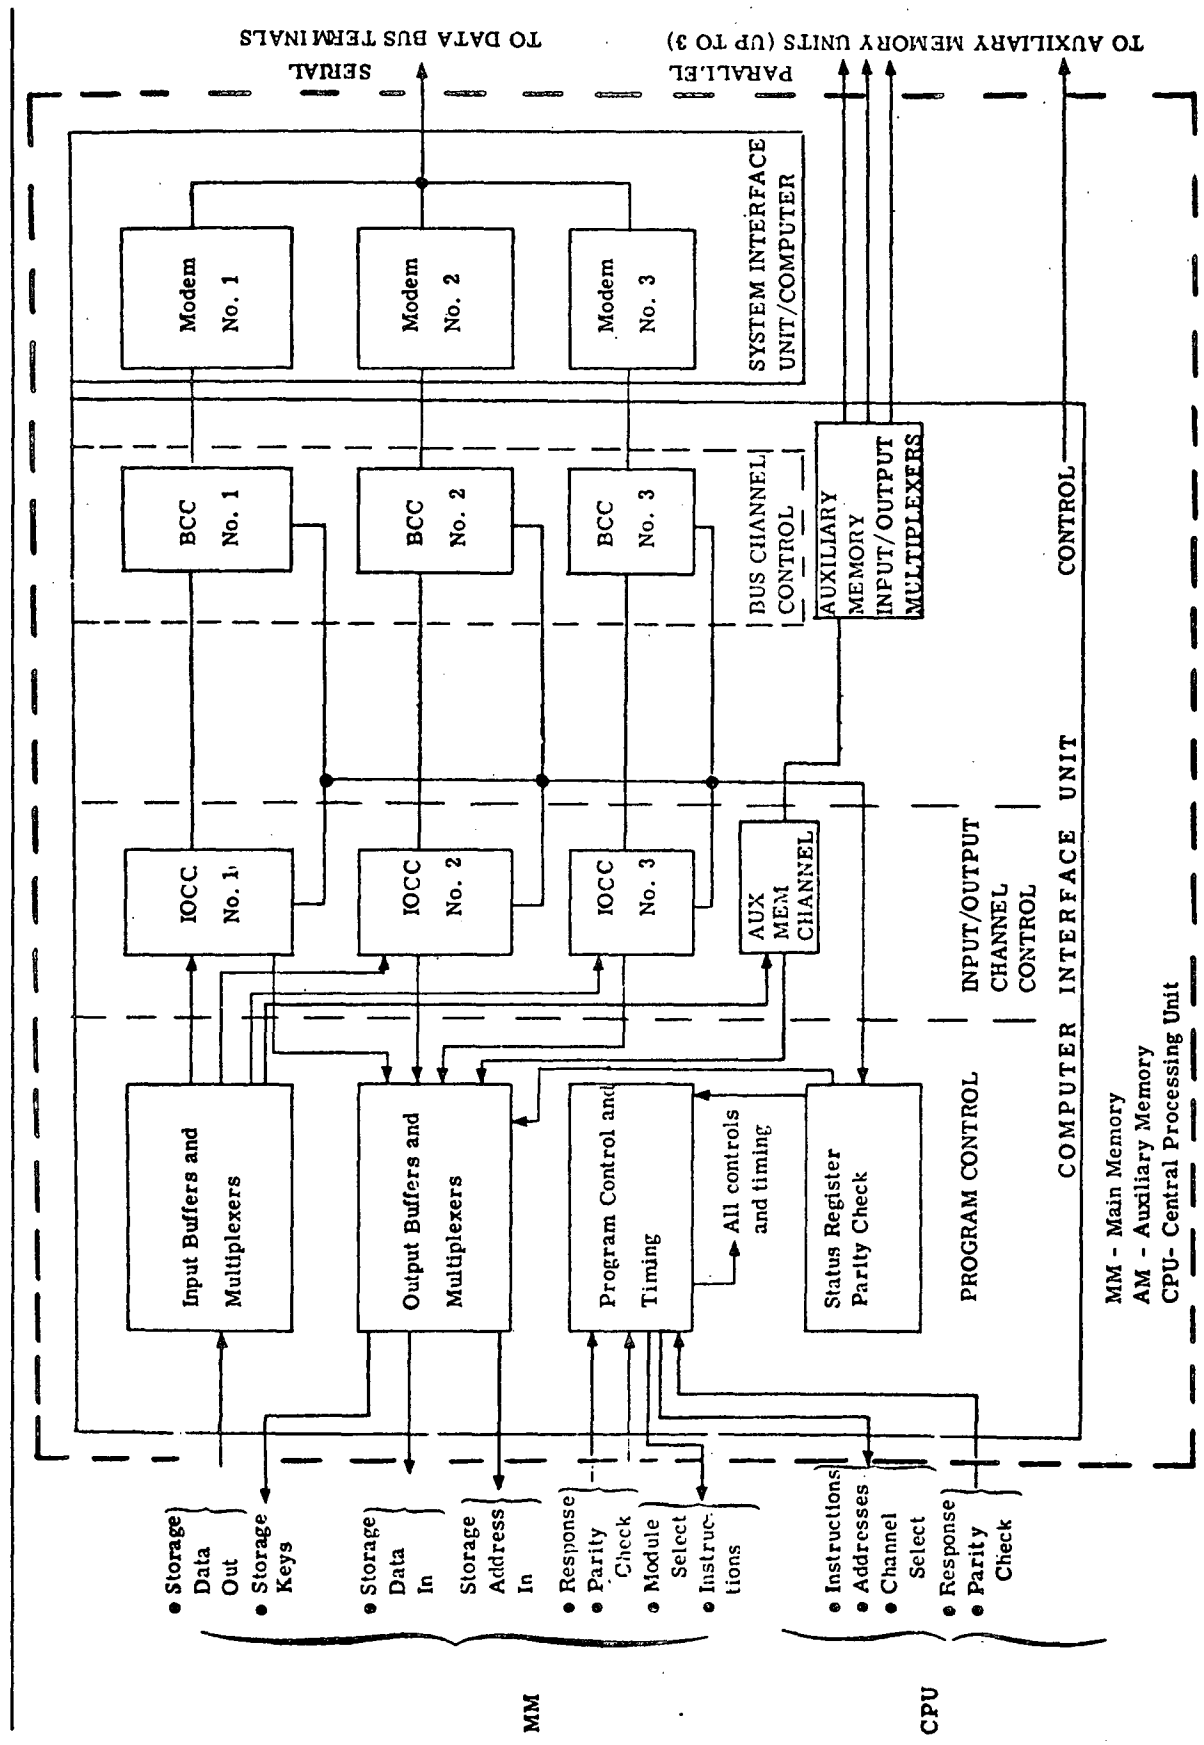 MM
● Storage
Data
Out
● Storage
Keys
● Storage
Data
In
Storage
Address
In
● Response
● Parity
Check
● Module
Select
● Instruc-
tions
CPU
● Instructions
● Addresses
● Channel
Select
● Response
● Parity
Check
Input Buffers and
Multiplexers
Output Buffers and
Multiplexers
Program Control and
Timing
All controls
and timing
Status Register
Parity Check
PROGRAM CONTROL
IOCC
No. 1
IOCC
No. 2
IOCC
No. 3
AUX
MEM
CHANNEL
INPUT/OUTPUT
CHANNEL
CONTROL
BCC
No. 1
BCC
No. 2
BCC
No. 3
BUS CHANNEL
CONTROL
AUXILIARY
MEMORY
INPUT/OUTPUT
MULTIPLEXERS
CONTROL
COMPUTER INTERFACE UNIT
Modem
No. 1
Modem
No. 2
Modem
No. 3
SYSTEM INTERFACE
UNIT/COMPUTER
TO DATA BUS TERMINALS
SERIAL
TO AUXILIARY MEMORY UNITS (UP TO 3)
PARALLEL
MM - Main Memory
AM - Auxiliary Memory
CPU- Central Processing Unit